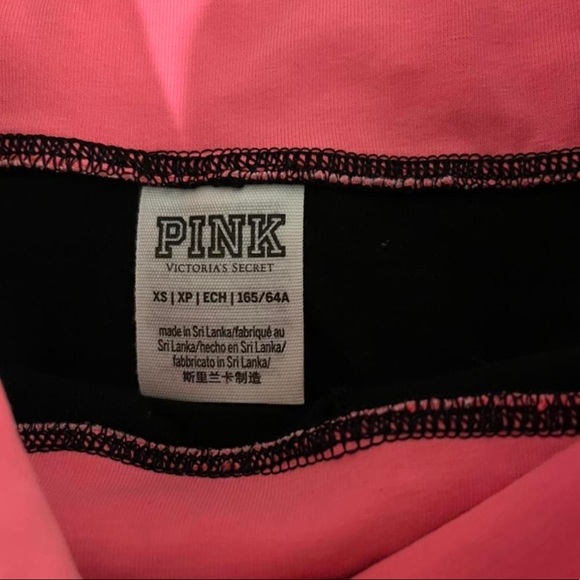 PINK
VICTORIA'S SECRET
XS | XP | ECH | 165/64A
made in Sri Lanka/fabriqué au
Sri Lanka/hecho en Sri Lanka/
fabbricato in Sri Lanka/
斯里兰卡制造